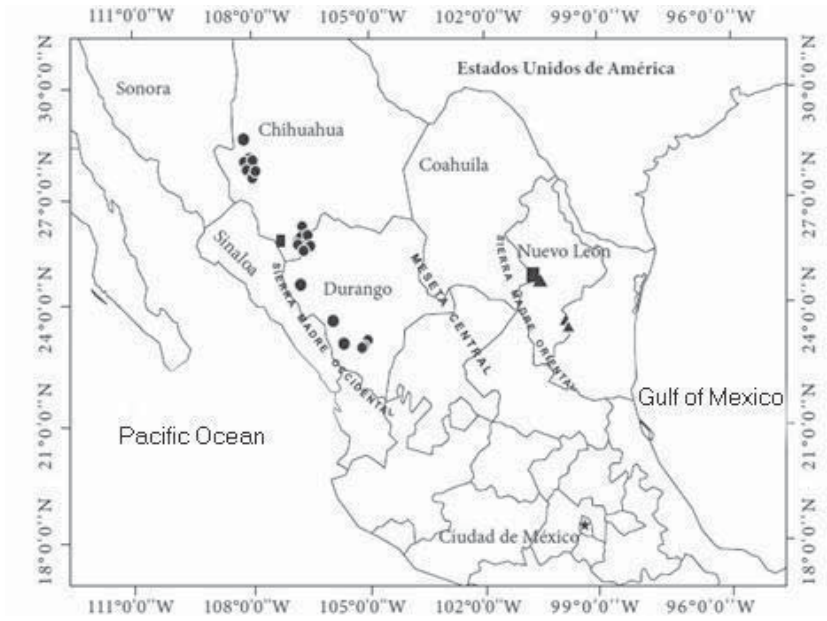 111°0'0"W 108°0'0"W 105°0'0"W 102°0'0"W 99°0'0"W 96°0'0"W
30°0'0"N
27°0'0"N
24°0'0"N
21°0'0"N
18°0'0"N
Estados Unidos de América
Sonora
Chihuahua
Coahuila
Sinaloa
Nuevo León
Durango
SIERRA MADRE OCCIDENTAL
MESETA CENTRAL
SIERRA MADRE ORIENTAL
Gulf of Mexico
Pacific Ocean
Ciudad de México
30°0'0"N
27°0'0"N
24°0'0"N
21°0'0"N
18°0'0"N
111°0'0"W 108°0'0"W 105°0'0"W 102°0'0"W 99°0'0"W 96°0'0"W